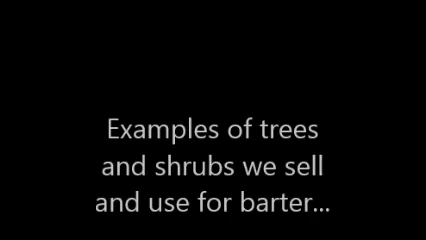 Examples of trees
and shrubs we sell
and use for barter...